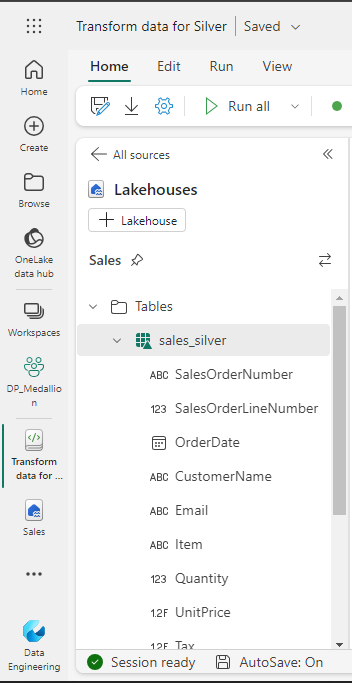 Transform data for Silver
Saved
Home
Edit
Run
View
Run all
Home
Create
Browse
OneLake
data hub
Workspaces
DP_Medallio
n
Transform
data for ...
Sales
Data
Engineering
All sources
Lakehouses
Lakehouse
Sales
Tables
sales_silver
ABC SalesOrderNumber
123 SalesOrderLineNumber
OrderDate
ABC CustomerName
ABC Email
ABC Item
123 Quantity
12F UnitPrice
12F Tax
Session ready
AutoSave: On